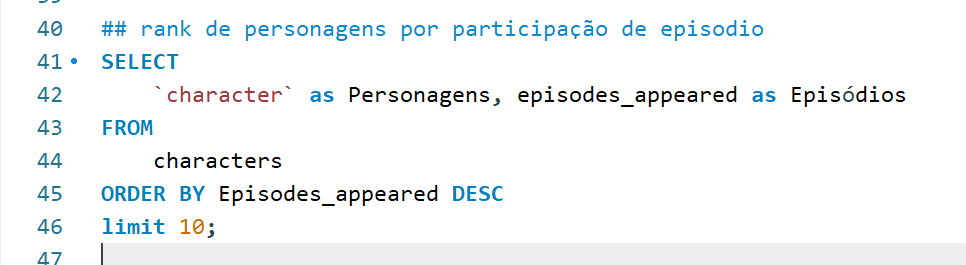 40 ## rank de personagens por participação de episodio
41 SELECT
42 `character` as Personagens, episodes_appeared as Episódios
43 FROM
44 characters
45 ORDER BY Episodes_appeared DESC
46 limit 10;
47